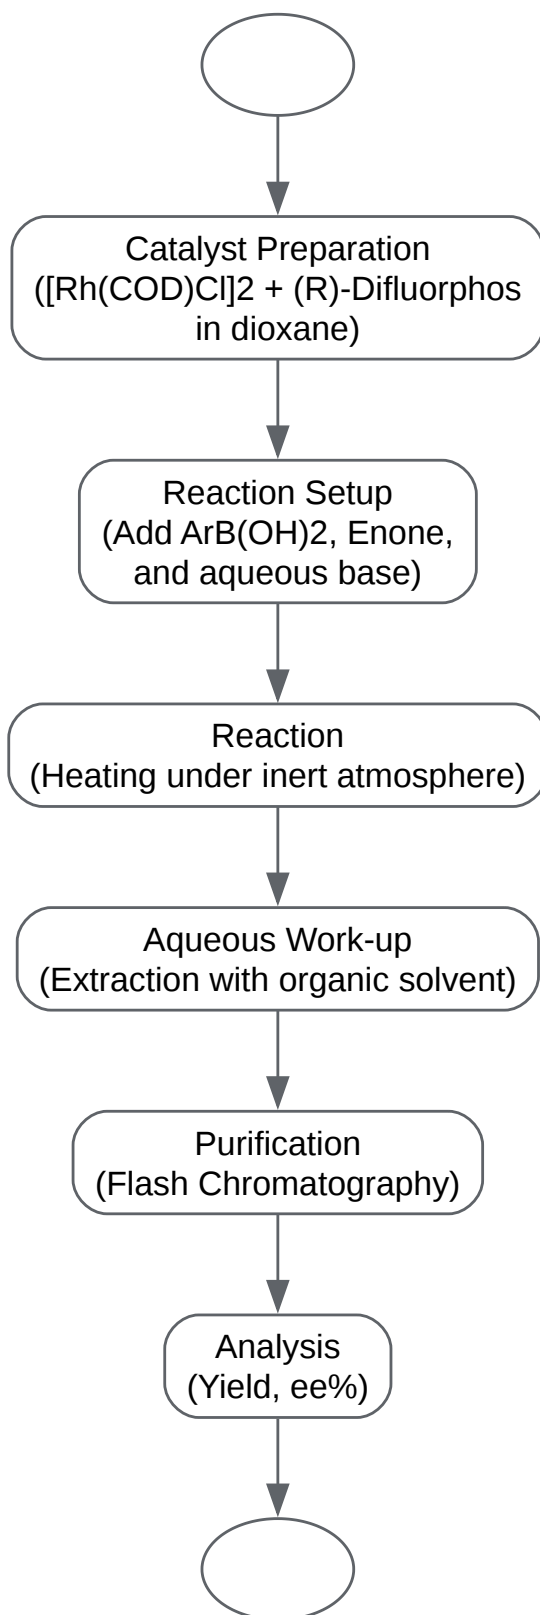 Catalyst Preparation
([Rh(COD)Cl]2 + (R)-Difluorphos
in dioxane)
Reaction Setup
(Add ArB(OH)2, Enone,
and aqueous base)
Reaction
(Heating under inert atmosphere)
Aqueous Work-up
(Extraction with organic solvent)
Purification
(Flash Chromatography)
Analysis
(Yield, ee%)